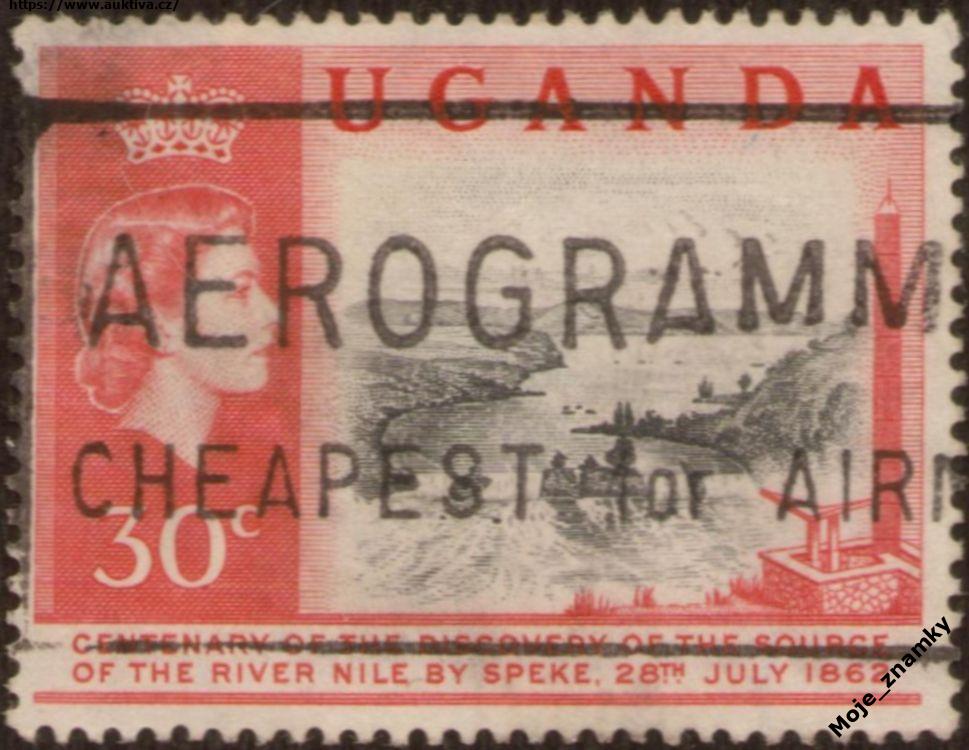 https://www.auktiva.cz/
UGANDA
AEROGRAMM
CHEAPEST for AIRM
30c
CENTENARY OF THE DISCOVERY OF THE SOURCE
OF THE RIVER NILE BY SPEKE, 28TH JULY 1862
Moje_znamky